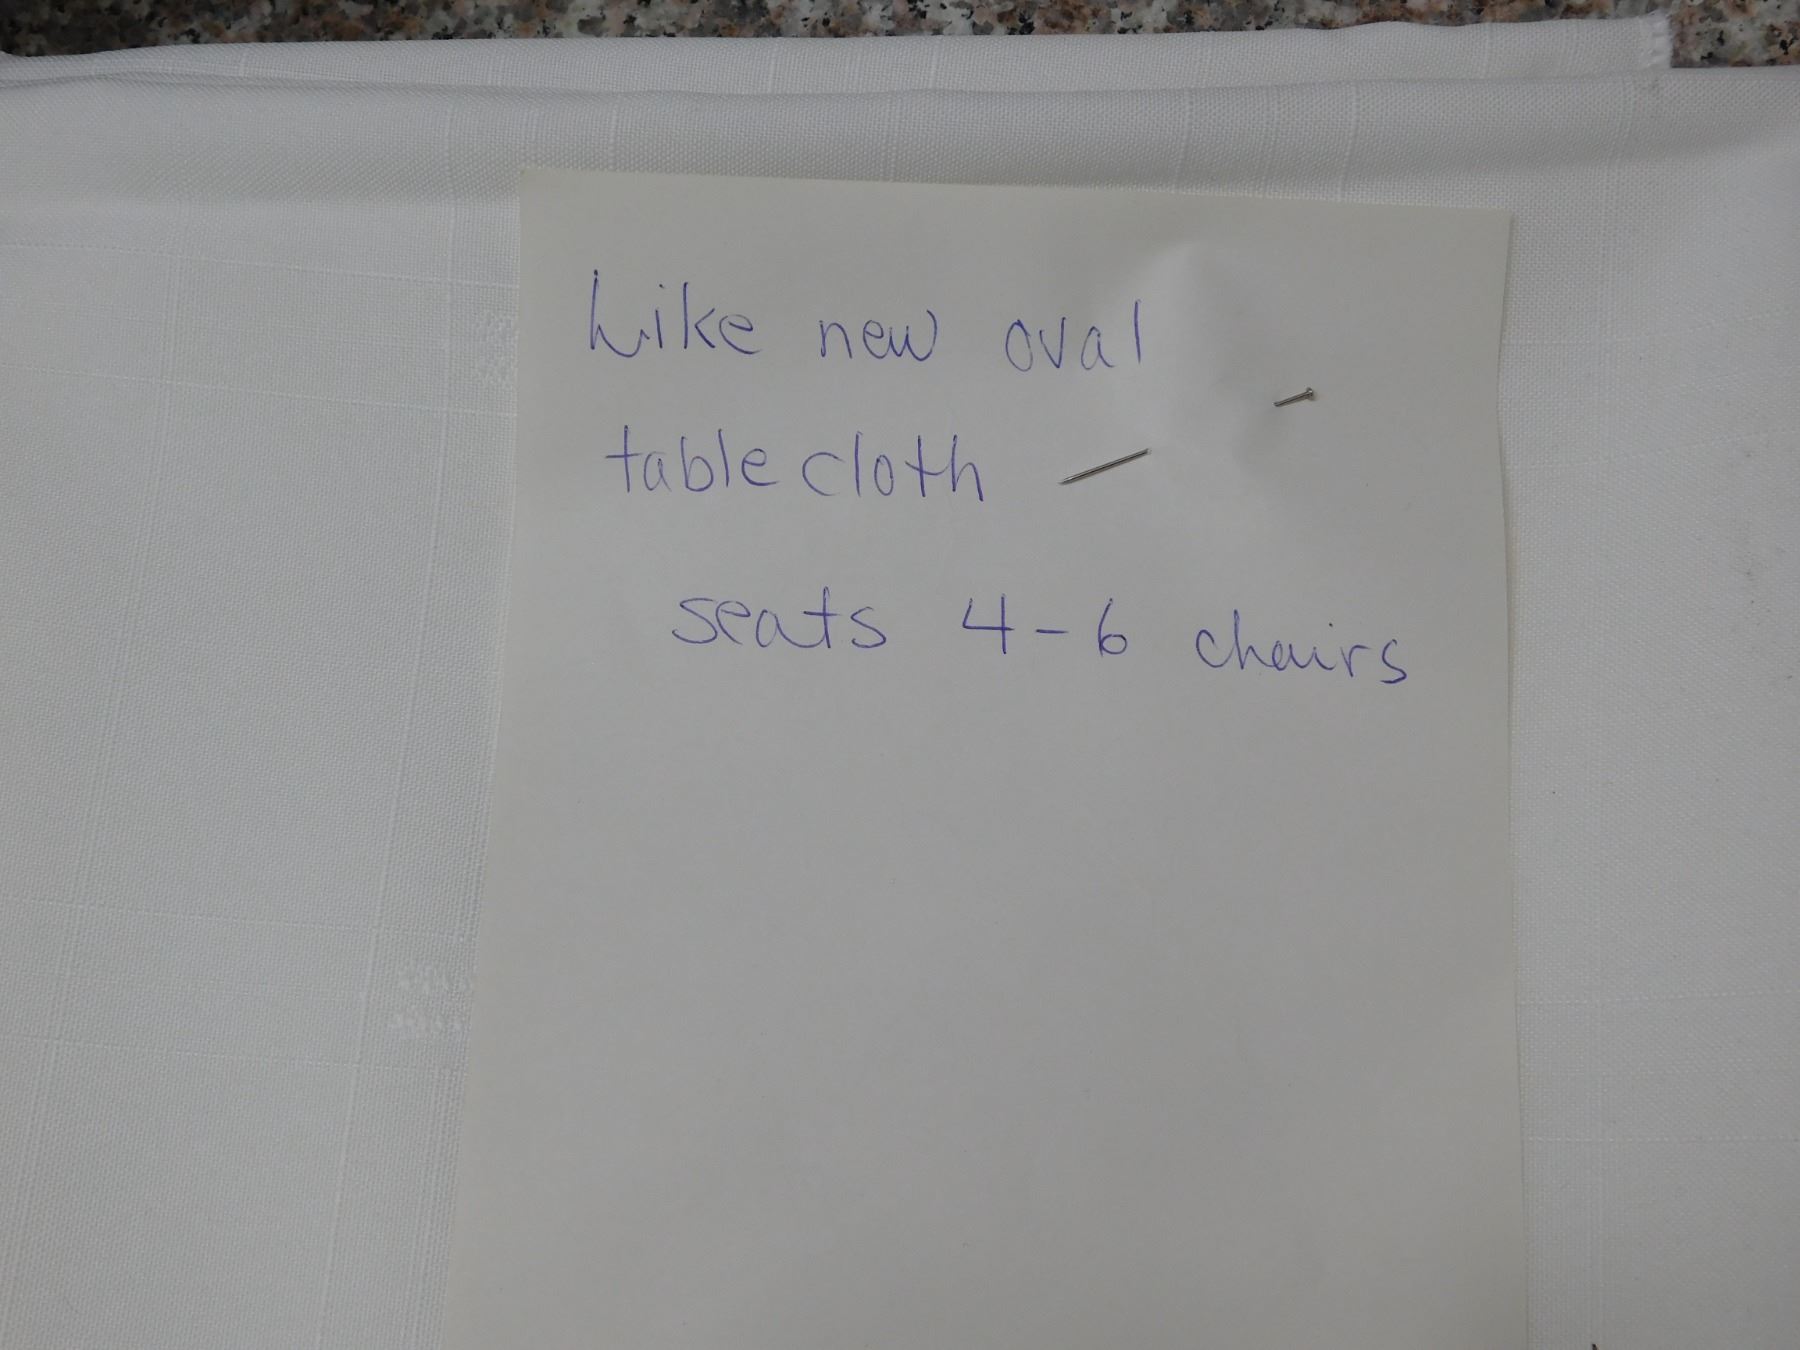 Like new oval
table cloth
seats 4-6 chairs